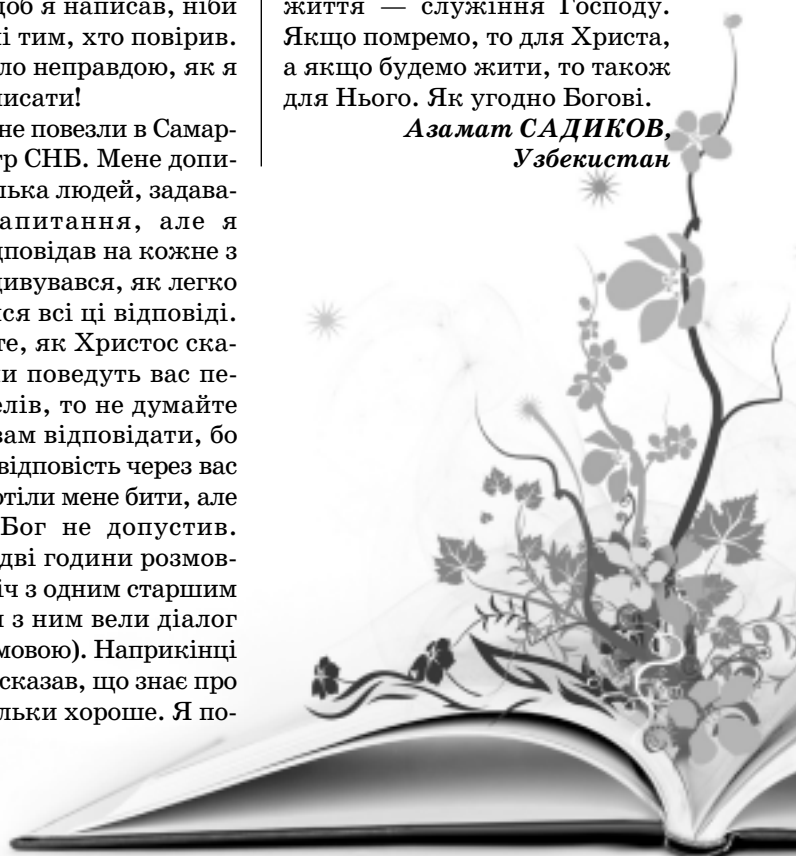 щоб я написав, ніби
і тим, хто повірив.
ло неправдою, як я
исати!
не повезли в Самар-
тр СНБ. Мене допи-
лька людей, задава-
апитання, але я
дповідав на кожне з
дивувався, як легко
ися всі ці відповіді.
те, як Христос ска-
и поведуть вас пе-
елів, то не думайте
вам відповідати, бо
відповість через вас
отіли мене бити, але
Бог не допустив.
дві години розмов-
іч з одним старшим
и з ним вели діалог
мовою). Наприкінці
сказав, що знає про
льки хороше. Я по-
життя — служіння Господу.
Якщо помремо, то для Христа,
а якщо будемо жити, то також
для Нього. Як угодно Богові.
Азамат САДИКОВ,
Узбекистан